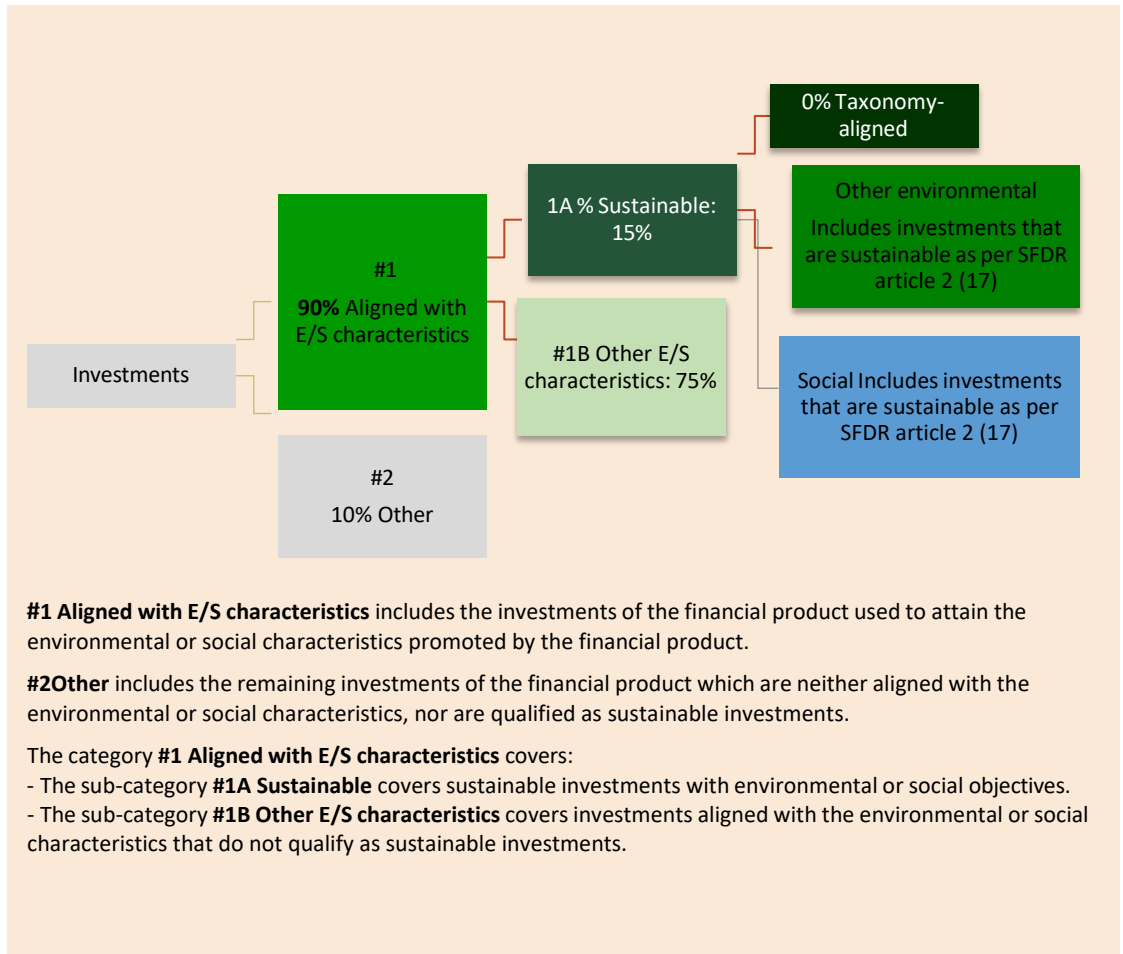 0% Taxonomy-
aligned
Other environmental
Includes investments that
are sustainable as per SFDR
article 2 (17)
1A % Sustainable:
15%
#1
90% Aligned with
E/S characteristics
#1B Other E/S
characteristics: 75%
Investments
Social Includes investments
that are sustainable as per
SFDR article 2 (17)
#2
10% Other
#1 Aligned with E/S characteristics includes the investments of the financial product used to attain the
environmental or social characteristics promoted by the financial product.
#2Other includes the remaining investments of the financial product which are neither aligned with the
environmental or social characteristics, nor are qualified as sustainable investments.
The category #1 Aligned with E/S characteristics covers:
- The sub-category #1A Sustainable covers sustainable investments with environmental or social objectives.
- The sub-category #1B Other E/S characteristics covers investments aligned with the environmental or social
characteristics that do not qualify as sustainable investments.